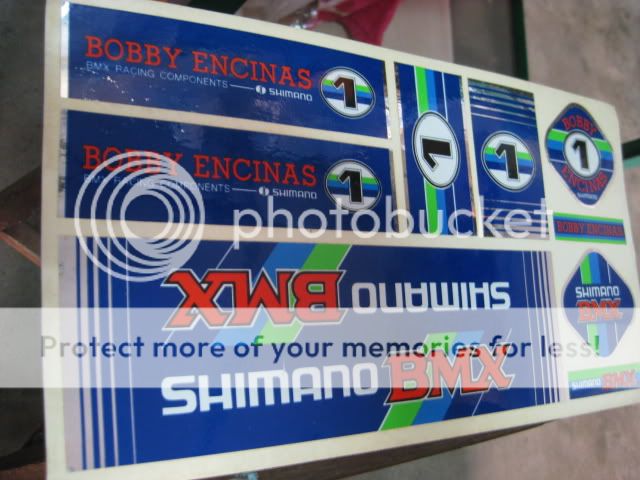 BOBBY ENCINAS
BMX RACING COMPONENTS
SHIMANO
1
BOBBY ENCINAS
BMX RACING COMPONENTS
SHIMANO
1
1
1
BOBBY
1
ENCINAS
SHIMANO
BOBBY ENCINAS
SHIMANO
BMX
SHIMANO BMX
SHIMANO BMX
SHIMANO BMX
photobucket
Protect more of your memories for less!